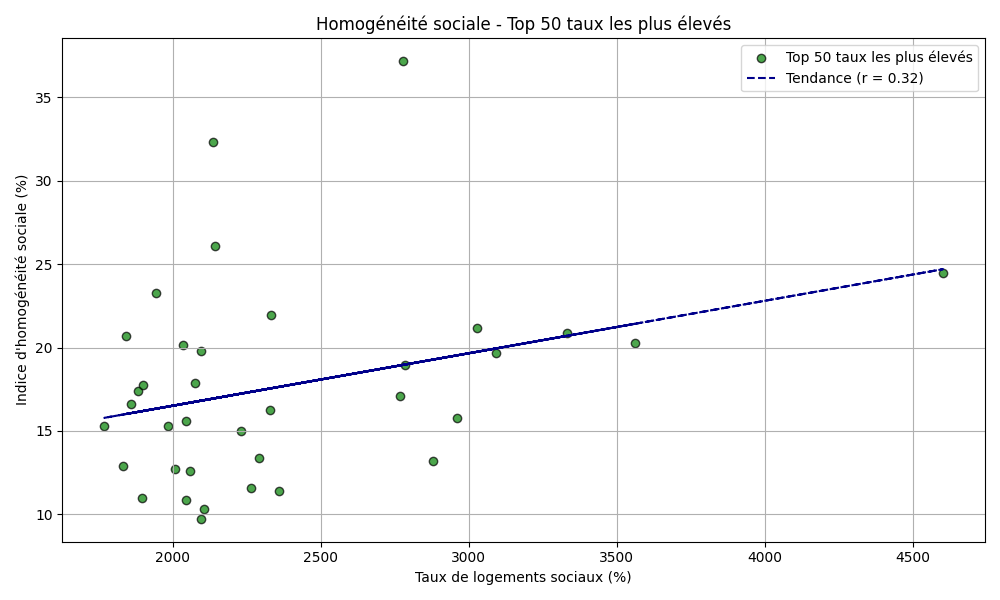 Homogénéité sociale - Top 50 taux les plus élevés
Top 50 taux les plus élevés
Tendance (r = 0.32)
Indice d'homogénéité sociale (%)
35
30
25
20
15
10
2000
2500
3000
3500
4000
4500
Taux de logements sociaux (%)